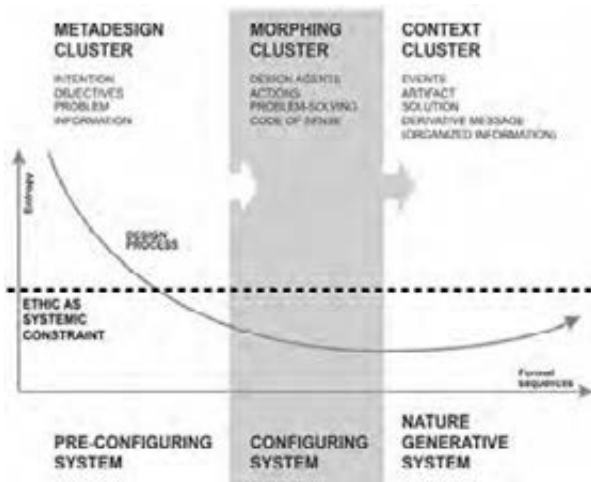 METADESIGN
CLUSTER
INTENTION
OBJECTIVES
PROBLEM
INFORMATION
MORPHING
CLUSTER
DESIGN AGENTS
ACTIONS
PROBLEM-SOLVING
CODE OF SENSE
CONTEXT
CLUSTER
EVENTS
ARTIFACT
SOLUTION
DERIVATIVE MESSAGE
(ORGANIZED INFORMATION)
Entropy
DESIGN
PROCESS
ETHIC AS
SYSTEMIC
CONSTRAINT
Formal
sequences
PRE-CONFIGURING
SYSTEM
CONFIGURING
SYSTEM
NATURE
GENERATIVE
SYSTEM